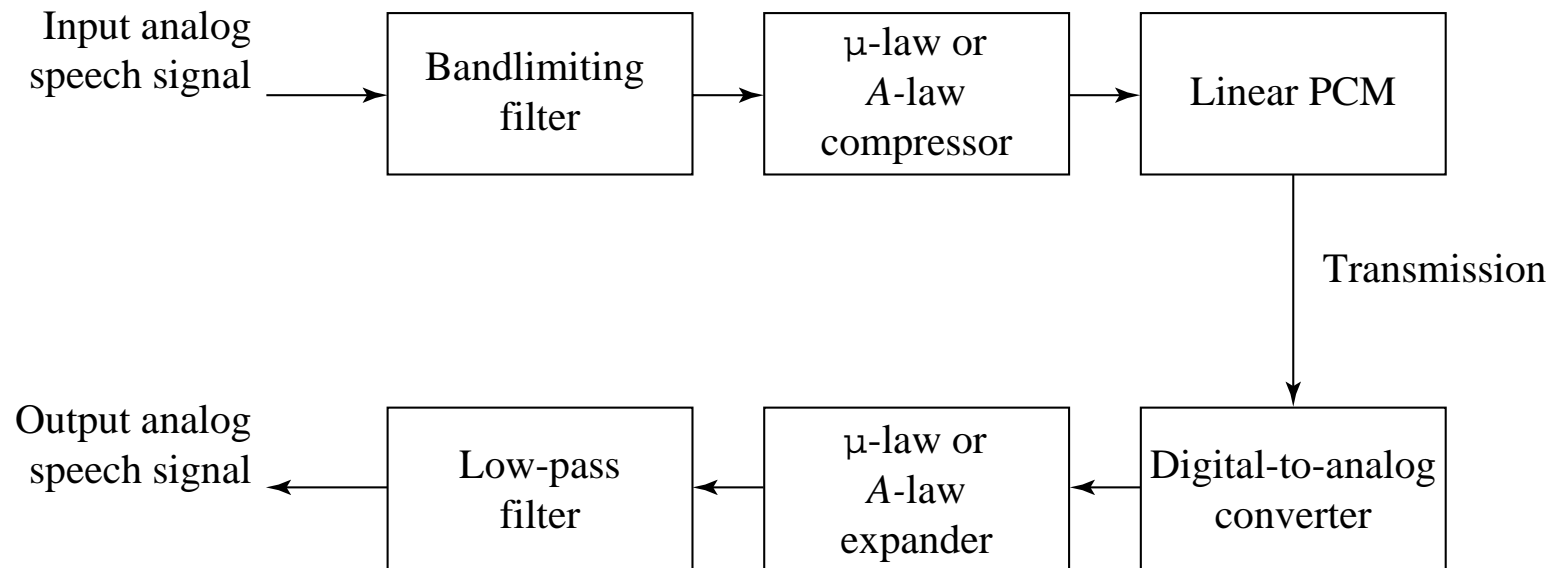 Input analog
speech signal
Bandlimiting
filter
μ-law or
A-law
compressor
Linear PCM
Transmission
Output analog
speech signal
Low-pass
filter
μ-law or
A-law
expander
Digital-to-analog
converter